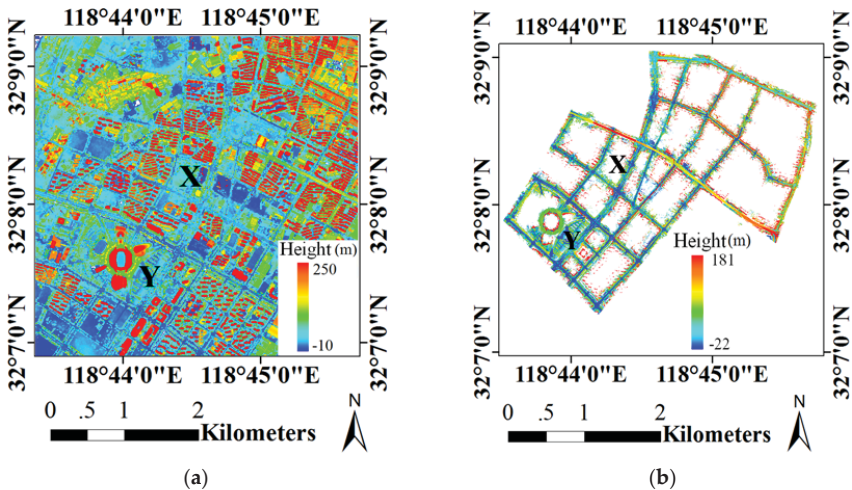 118°44'0"E 118°45'0"E
32°9'0"N
32°8'0"N
32°7'0"N
X
Y
Height (m)
250
-10
32°9'0"N
32°8'0"N
32°7'0"N
118°44'0"E 118°45'0"E
0 .5 1 2
Kilometers
N
(a)
118°44'0"E 118°45'0"E
32°9'0"N
32°8'0"N
32°7'0"N
X
Y
Height (m)
181
-22
32°9'0"N
32°8'0"N
32°7'0"N
118°44'0"E 118°45'0"E
0 .5 1 2
Kilometers
N
(b)